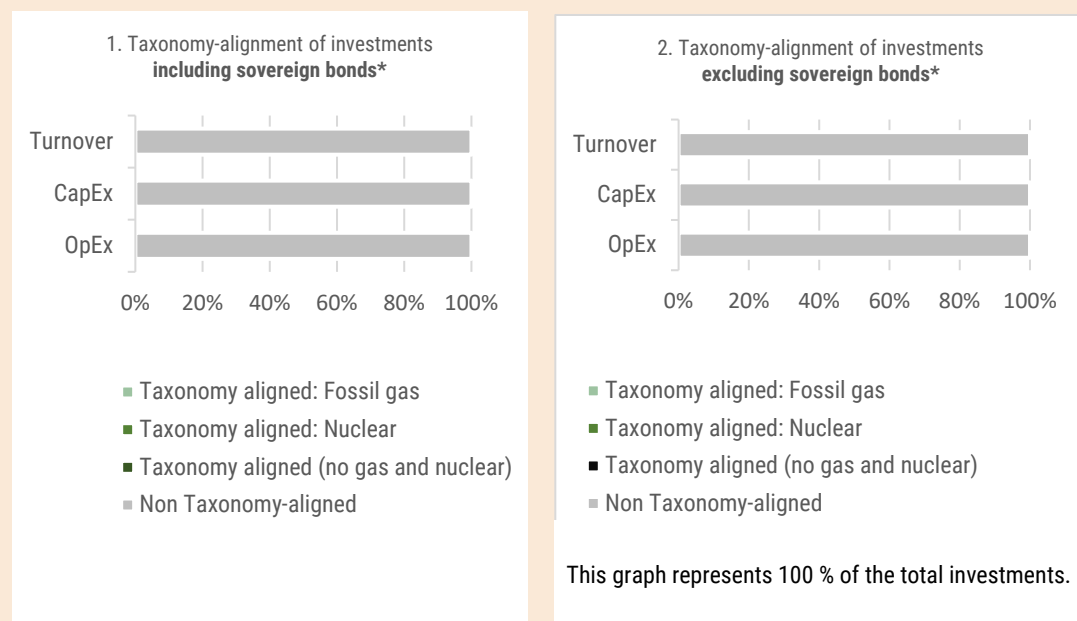 1. Taxonomy-alignment of investments
including sovereign bonds*
Turnover
CapEx
OpEx
0% 20% 40% 60% 80% 100%
Taxonomy aligned: Fossil gas
Taxonomy aligned: Nuclear
Taxonomy aligned (no gas and nuclear)
Non Taxonomy-aligned
2. Taxonomy-alignment of investments
excluding sovereign bonds*
Turnover
CapEx
OpEx
0% 20% 40% 60% 80% 100%
Taxonomy aligned: Fossil gas
Taxonomy aligned: Nuclear
Taxonomy aligned (no gas and nuclear)
Non Taxonomy-aligned
This graph represents 100 % of the total investments.